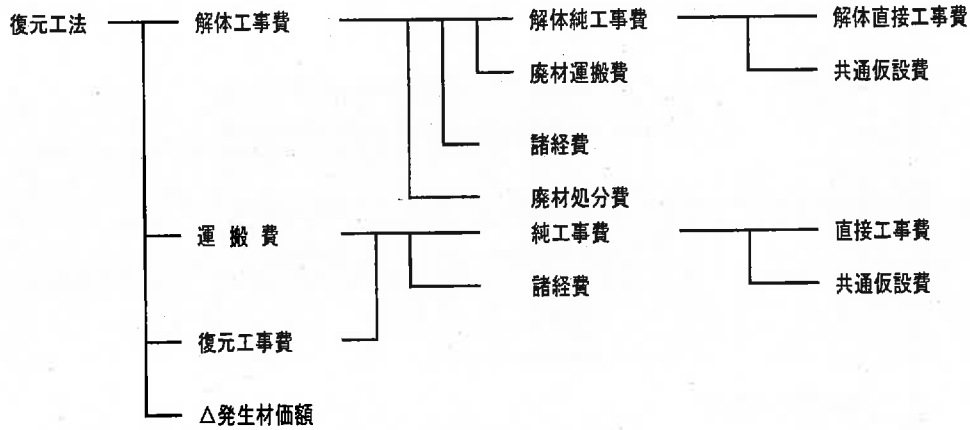 復元工法 解体工事費 解体純工事費 解体直接工事費
廃材運搬費 共通仮設費
諸経費
廃材処分費
運搬費 純工事費 直接工事費
諸経費 共通仮設費
復元工事費
△発生材価額